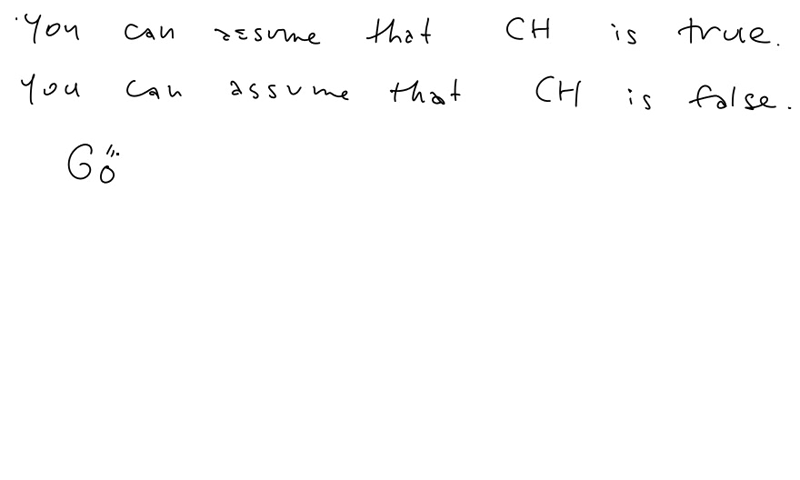 You can assume that CH is true.
You can assume that CH is false.
Gö